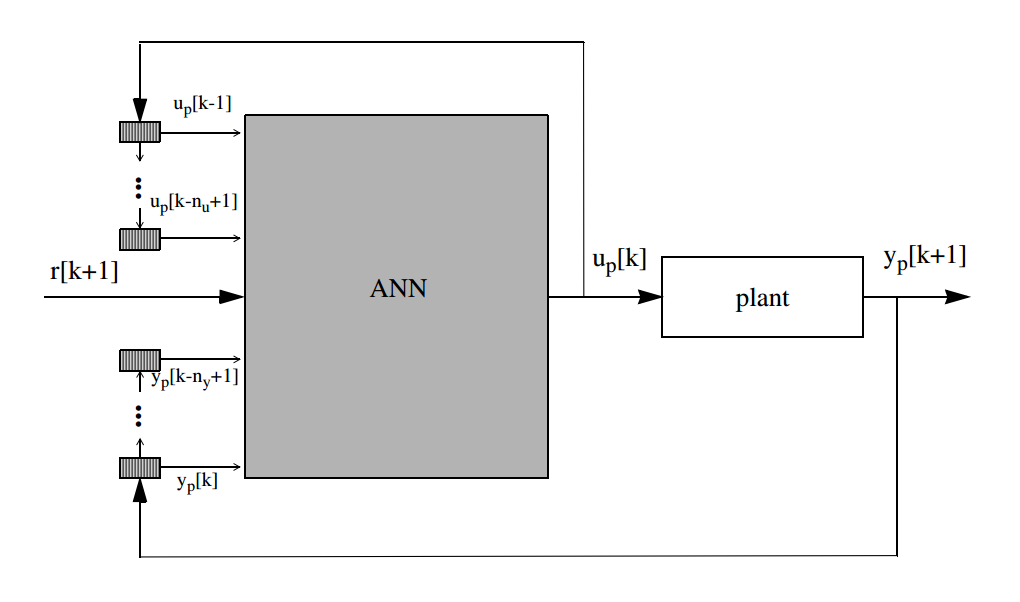 u_p[k-1]
u_p[k-n_u+1]
r[k+1]
ANN
u_p[k]
plant
y_p[k+1]
y_p[k-n_y+1]
y_p[k]